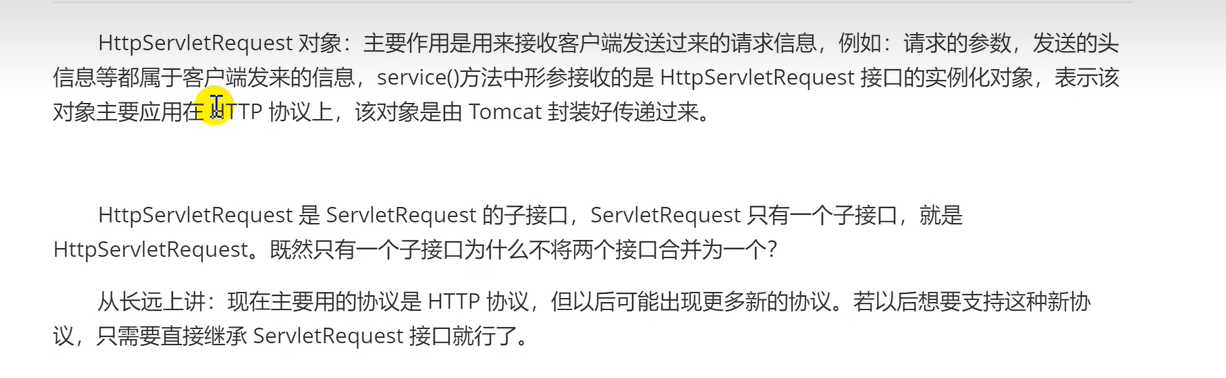 HttpServletRequest 对象：主要作用是用来接收客户端发送过来的请求信息，例如：请求的参数，发送的头
信息等都属于客户端发来的信息，service()方法中形参接收的是 HttpServletRequest 接口的实例化对象，表示该
对象主要应用在 HTTP 协议上，该对象是由 Tomcat 封装好传递过来。
HttpServletRequest 是 ServletRequest 的子接口，ServletRequest 只有一个子接口，就是
HttpServletRequest。既然只有一个子接口为什么不将两个接口合并为一个？
从长远上讲：现在主要用的协议是 HTTP 协议，但以后可能出现更多新的协议。若以后想要支持这种新协
议，只需要直接继承 ServletRequest 接口就行了。